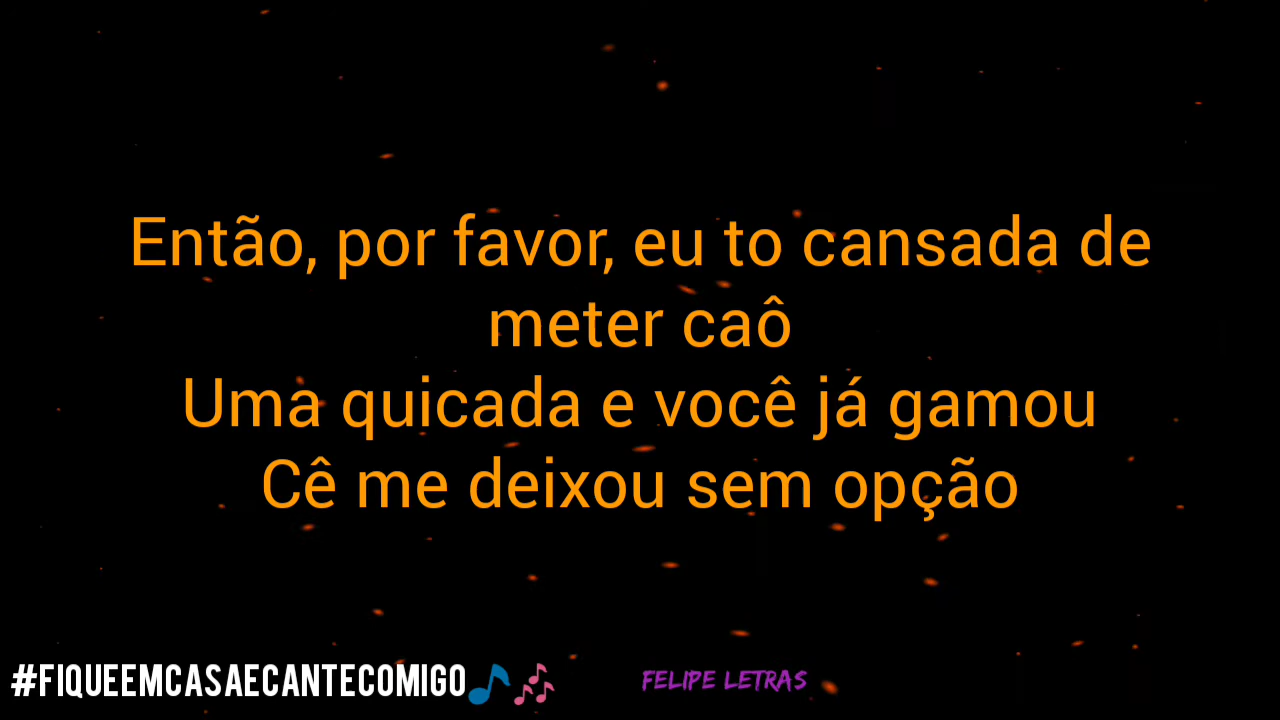 Então, por favor, eu to cansada de
meter caô
Uma quicada e você já gamou
Cê me deixou sem opção
#FIQUEEMCASAECANTECOMIGO🎵🎶
FELIPE LETRAS